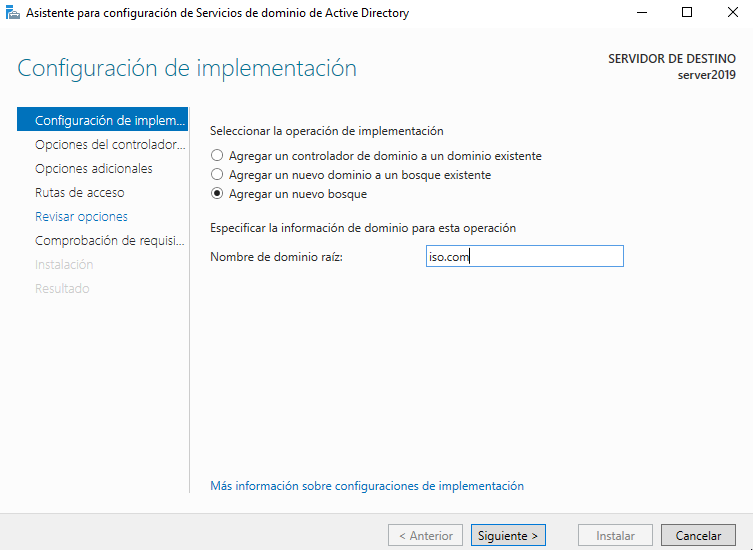 Asistente para configuración de Servicios de dominio de Active Directory
Configuración de implementación
SERVIDOR DE DESTINO
server2019
Configuración de implem...
Opciones del controlador...
Opciones adicionales
Rutas de acceso
Revisar opciones
Comprobación de requisi...
Instalación
Resultado
Seleccionar la operación de implementación
Agregar un controlador de dominio a un dominio existente
Agregar un nuevo dominio a un bosque existente
Agregar un nuevo bosque
Especificar la información de dominio para esta operación
Nombre de dominio raíz: iso.com
Más información sobre configuraciones de implementación
< Anterior Siguiente > Instalar Cancelar